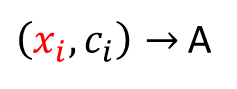 (xᵢ, cᵢ) → A